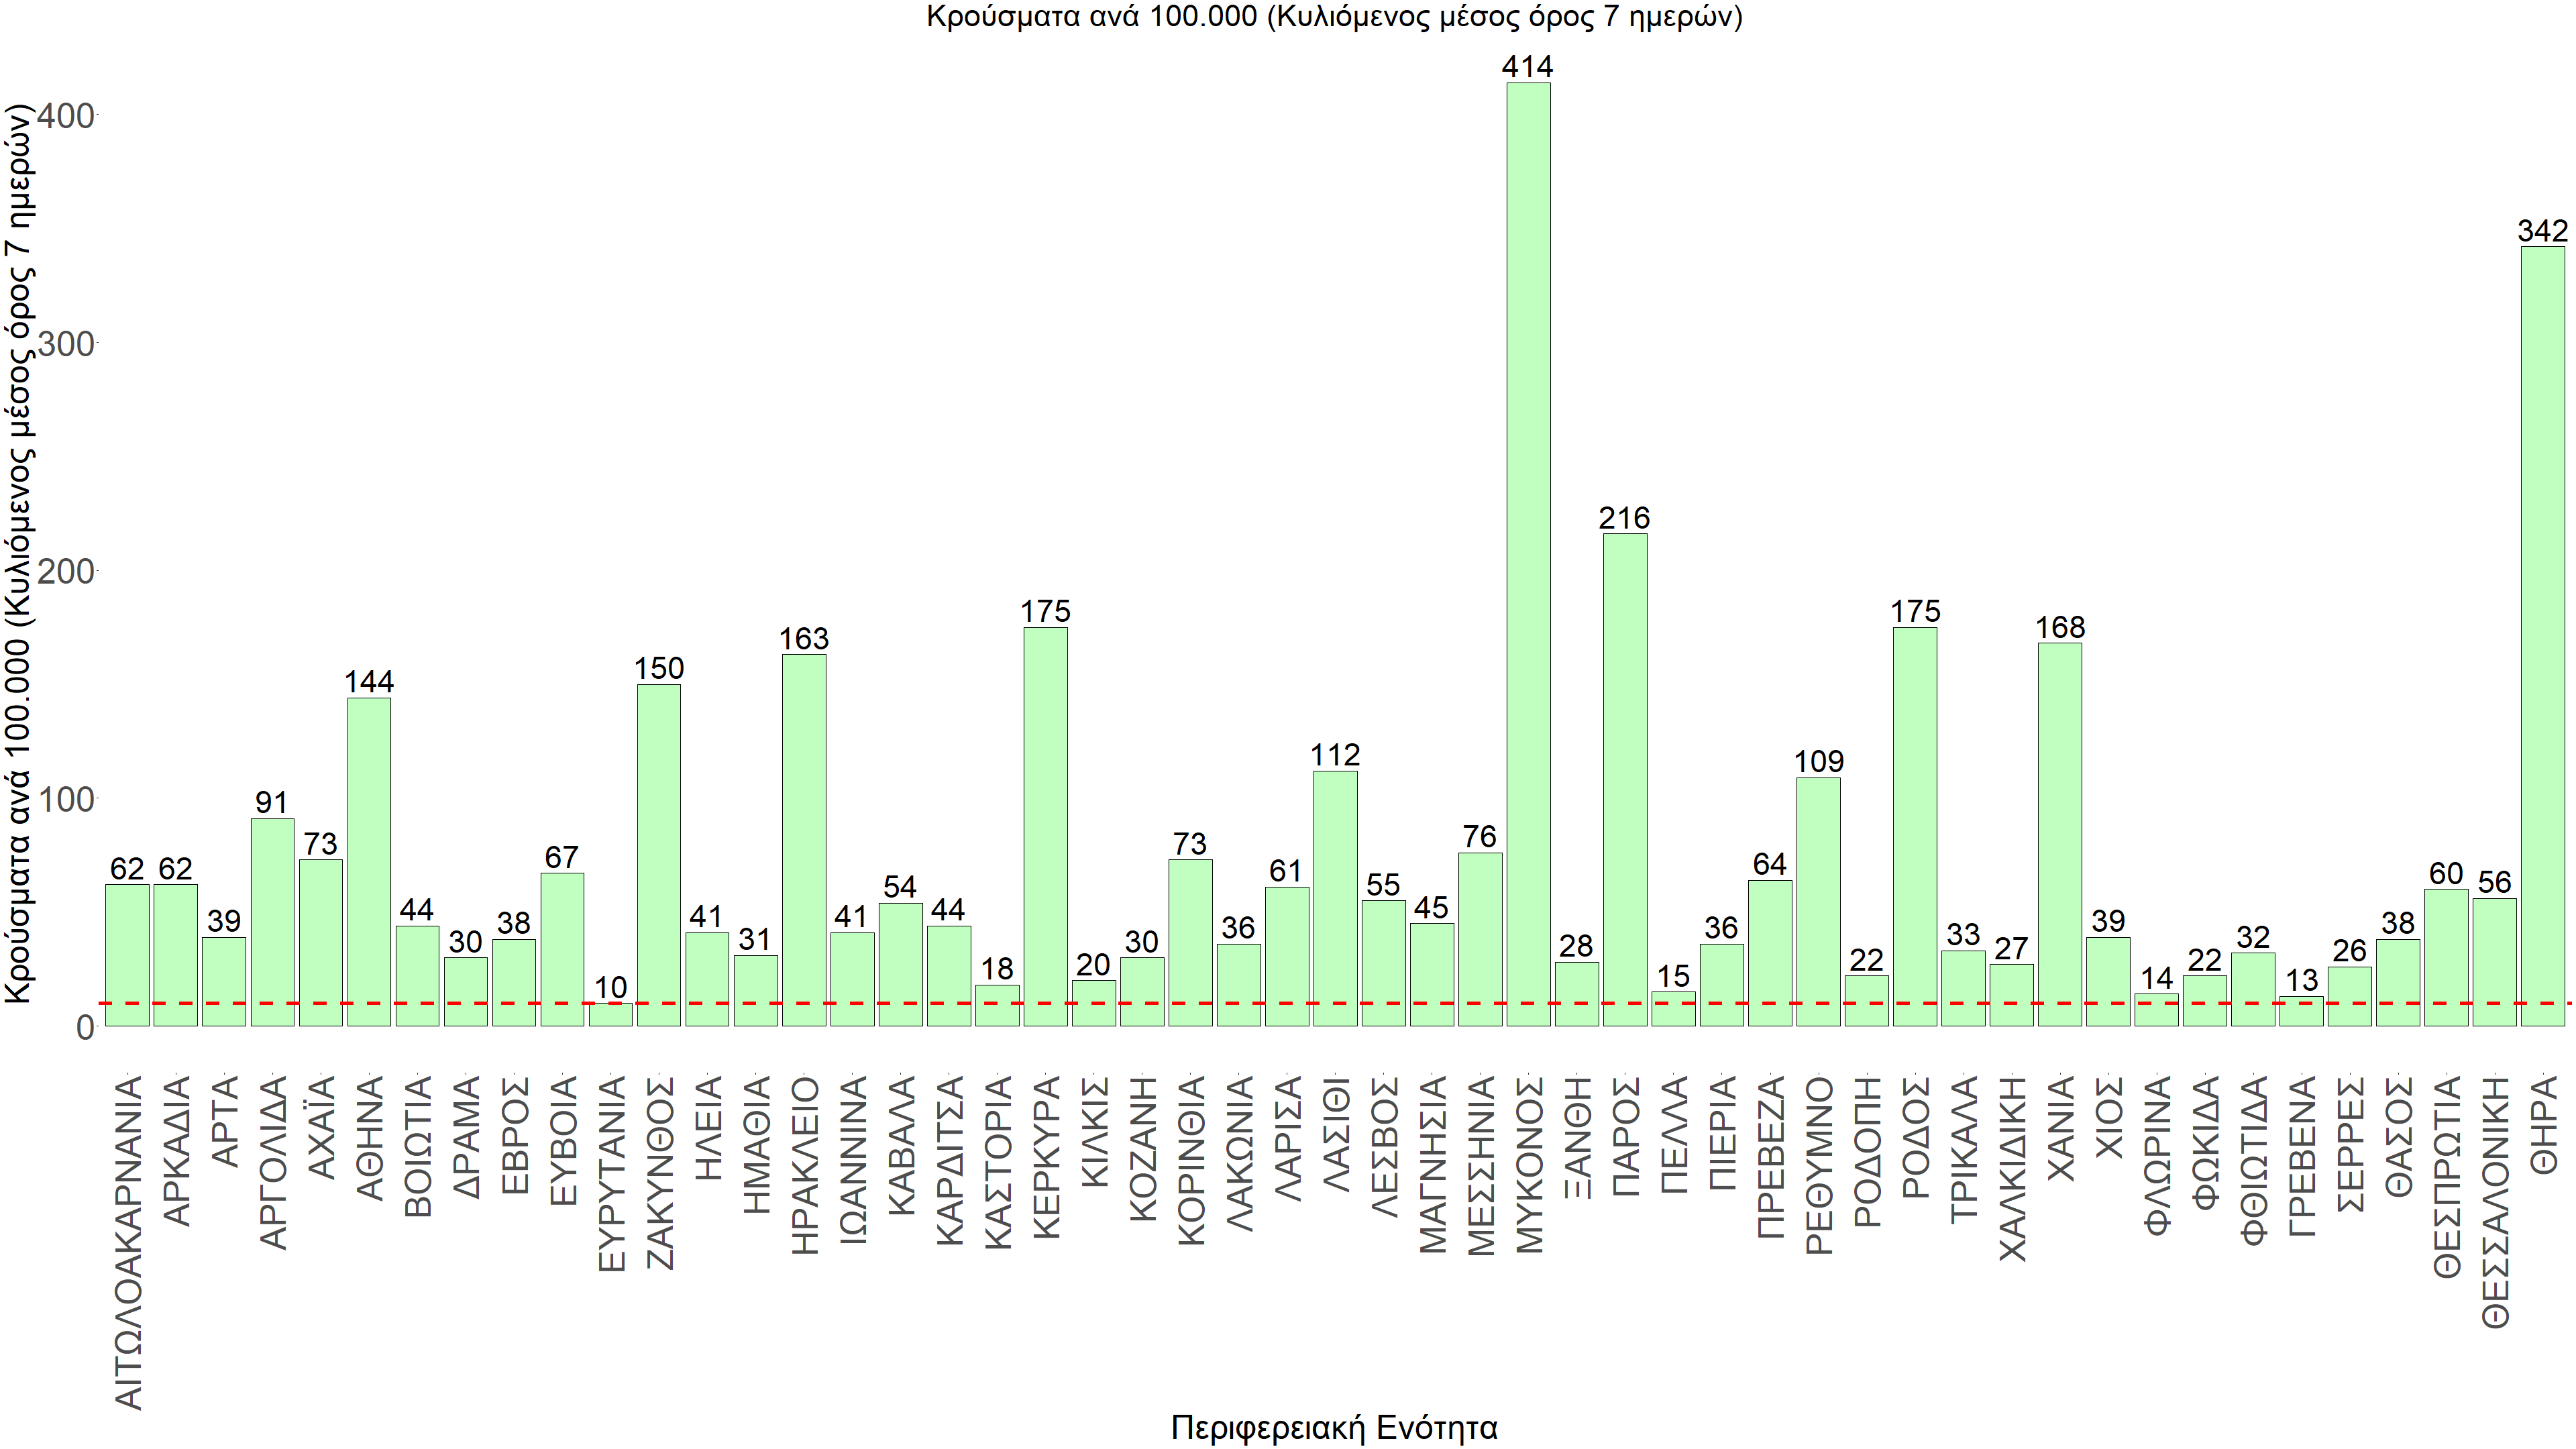 Κρούσματα ανά 100.000 (Κυλιόμενος μέσος όρος 7 ημερών)
Κρούσματα ανά 100.000 (Κυλιόμενος μέσος όρος 7 ημερών)
400
300
200
100
0
62
62
39
91
73
144
44
30
38
67
10
150
41
31
163
41
54
44
18
175
20
30
73
36
61
112
55
45
76
414
28
216
15
36
64
109
22
175
33
27
168
39
14
22
32
13
26
38
60
56
342
ΑΙΤΩΛΟΑΚΑΡΝΑΝΙΑ
ΑΡΚΑΔΙΑ
ΑΡΤΑ
ΑΡΓΟΛΙΔΑ
ΑΧΑΪΑ
ΑΘΗΝΑ
ΒΟΙΩΤΙΑ
ΔΡΑΜΑ
ΕΒΡΟΣ
ΕΥΒΟΙΑ
ΕΥΡΥΤΑΝΙΑ
ΖΑΚΥΝΘΟΣ
ΗΛΕΙΑ
ΗΜΑΘΙΑ
ΗΡΑΚΛΕΙΟ
ΙΩΑΝΝΙΝΑ
ΚΑΒΑΛΑ
ΚΑΡΔΙΤΣΑ
ΚΑΣΤΟΡΙΑ
ΚΕΡΚΥΡΑ
ΚΙΛΚΙΣ
ΚΟΖΑΝΗ
ΚΟΡΙΝΘΙΑ
ΛΑΚΩΝΙΑ
ΛΑΡΙΣΑ
ΛΑΣΙΘΙ
ΛΕΣΒΟΣ
ΜΑΓΝΗΣΙΑ
ΜΕΣΣΗΝΙΑ
ΜΥΚΟΝΟΣ
ΞΑΝΘΗ
ΠΑΡΟΣ
ΠΕΛΛΑ
ΠΙΕΡΙΑ
ΠΡΕΒΕΖΑ
ΡΕΘΥΜΝΟ
ΡΟΔΟΠΗ
ΡΟΔΟΣ
ΤΡΙΚΑΛΑ
ΧΑΛΚΙΔΙΚΗ
ΧΑΝΙΑ
ΧΙΟΣ
ΦΛΩΡΙΝΑ
ΦΩΚΙΔΑ
ΦΘΙΩΤΙΔΑ
ΓΡΕΒΕΝΑ
ΣΕΡΡΕΣ
ΘΑΣΟΣ
ΘΕΣΠΡΩΤΙΑ
ΘΕΣΣΑΛΟΝΙΚΗ
ΘΗΡΑ
Περιφερειακή Ενότητα